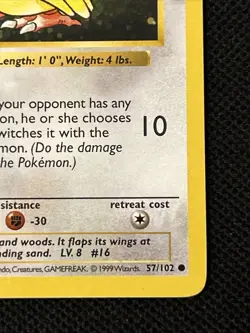 Length: 1' 0", Weight: 4 lbs.
your opponent has any
on, he or she chooses
witches it with the
mon. (Do the damage
he Pokémon.)
10
sistance
retreat cost
-30
and woods. It flaps its wings at
nding sand. LV. 8 #16
ndo, Creatures, GAMEFREAK. © 1999 Wizards. 57/102